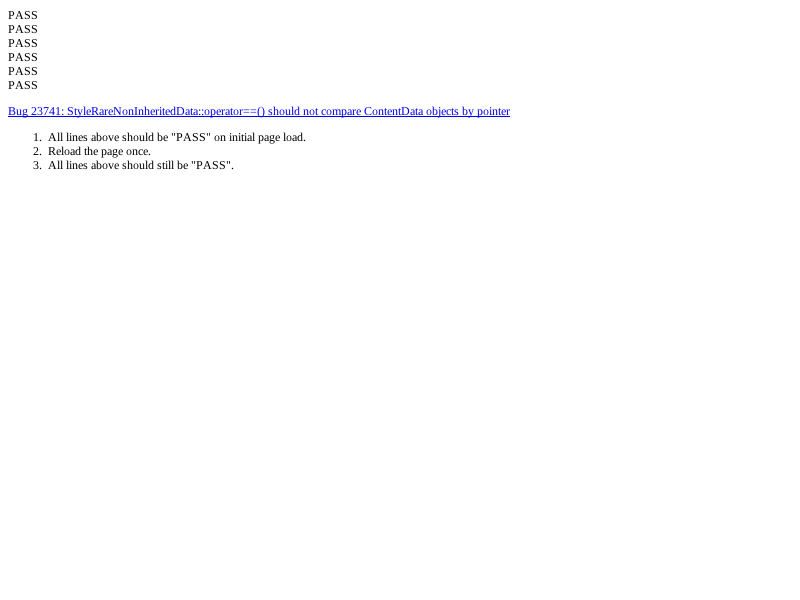 PASS
PASS
PASS
PASS
PASS
PASS
Bug 23741: StyleRareNonInheritedData::operator==() should not compare ContentData objects by pointer
1. All lines above should be "PASS" on initial page load.
2. Reload the page once.
3. All lines above should still be "PASS".